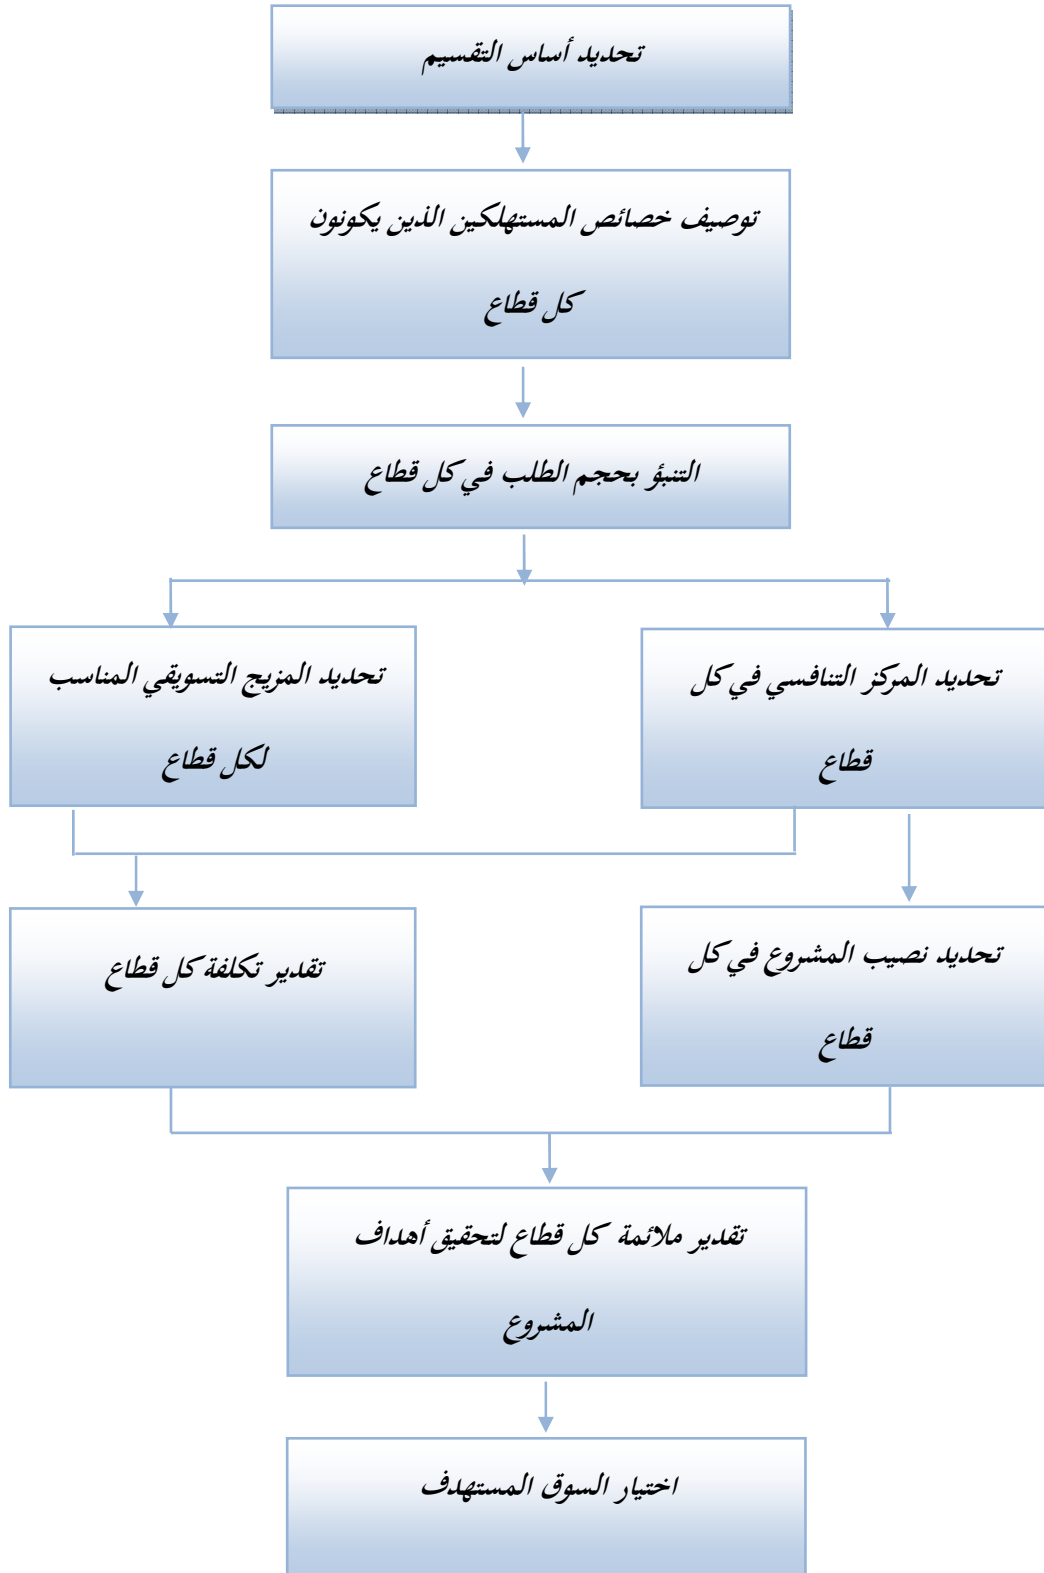 تحديد أساس التقسيم
توصيف خصائص المستهلكين الذين يكونون
كل قطاع
التنبؤ بحجم الطلب في كل قطاع
تحديد المركز التنافسي في كل
قطاع
تحديد المزيج التسويقي المناسب
لكل قطاع
تحديد نصيب المشروع في كل
قطاع
تقدير تكلفة كل قطاع
تقدير ملائمة كل قطاع لتحقيق أهداف
المشروع
اختيار السوق المستهدف